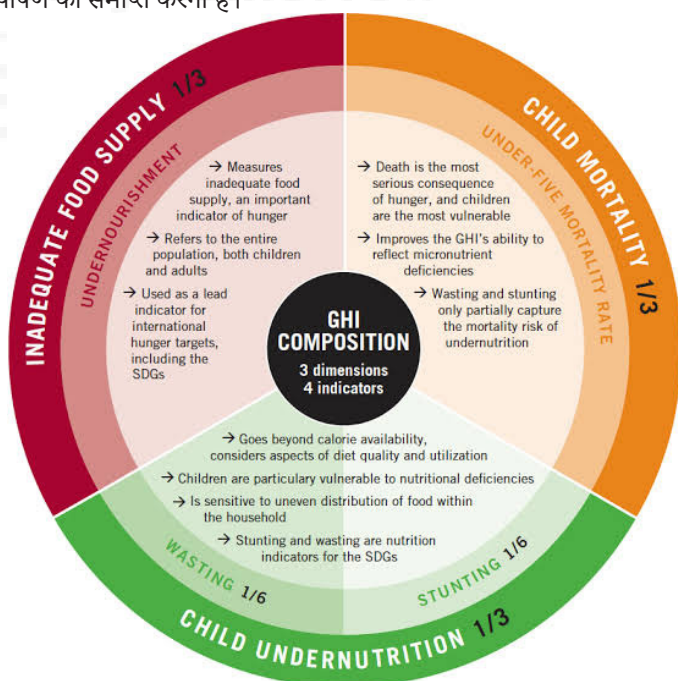 को समाप्त करना है।
INADEQUATE FOOD SUPPLY 1/3
UNDERNOURISHMENT
→ Measures
inadequate food
supply, an important
indicator of hunger
→ Refers to the entire
population, both children
and adults
→ Used as a lead
indicator for
international
hunger targets,
including the
SDGs
CHILD MORTALITY 1/3
UNDER-FIVE MORTALITY RATE
→ Death is the most
serious consequence
of hunger, and children
are the most vulnerable
→ Improves the GHI's ability to
reflect micronutrient
deficiencies
→ Wasting and stunting
only partially capture
the mortality risk of
undernutrition
GHI
COMPOSITION
3 dimensions
4 indicators
→ Goes beyond calorie availability,
considers aspects of diet quality and utilization
→ Children are particulary vulnerable to nutritional deficiencies
→ Is sensitive to uneven distribution of food within
the household
→ Stunting and wasting are nutrition
indicators for the SDGs
WASTING 1/6
STUNTING 1/6
CHILD UNDERNUTRITION 1/3